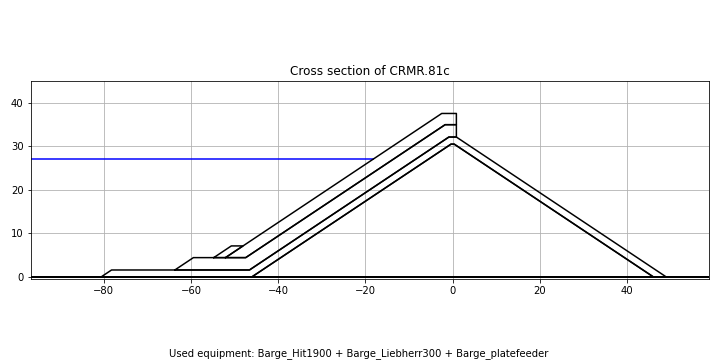 Cross section of CRMR.81c
40
30
20
10
0
−80 −60 −40 −20 0 20 40
Used equipment: Barge_Hit1900 + Barge_Liebherr300 + Barge_platefeeder